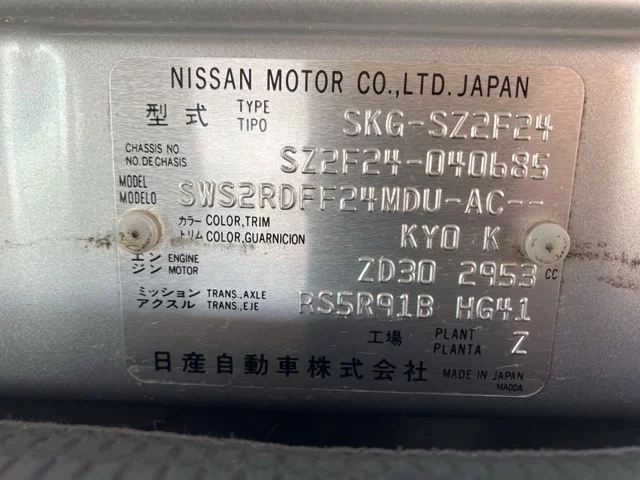 NISSAN MOTOR CO.,LTD. JAPAN
型式 TYPE TIPO SKG-SZ2F24
CHASSIS NO. NO. DE CHASIS SZ2F24-040685
MODEL MODELO SWS2RDFF24MDU-AC--
カラー COLOR,TRIM
トリム COLOR,GUARNICION KY0 K
エンジン ENGINE MOTOR ZD30 2953 CC
ミッション TRANS.,AXLE
アクスル TRANS.,EJE RS5R91B HG41
工場 PLANT PLANTA Z
日産自動車株式会社 MADE IN JAPAN
MA00A